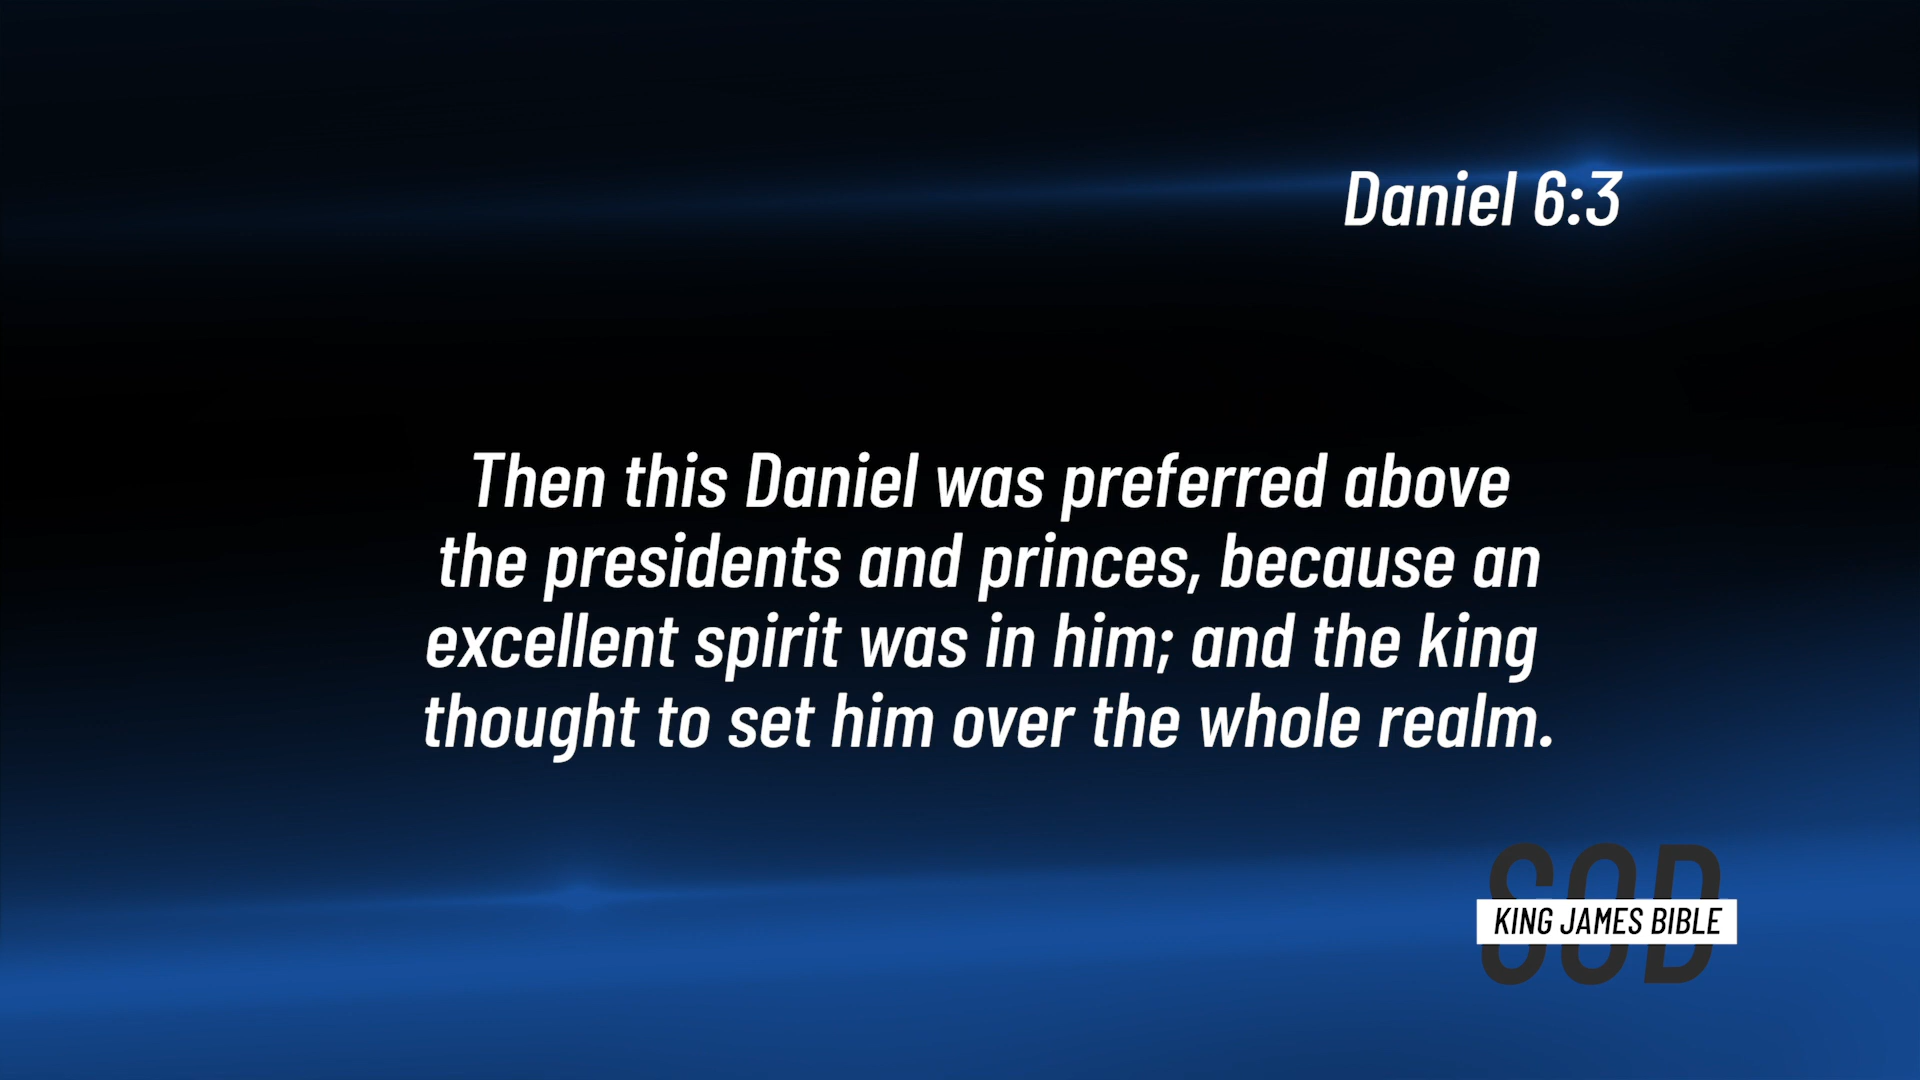 Daniel 6:3
Then this Daniel was preferred above
the presidents and princes, because an
excellent spirit was in him; and the king
thought to set him over the whole realm.
SOD
KING JAMES BIBLE